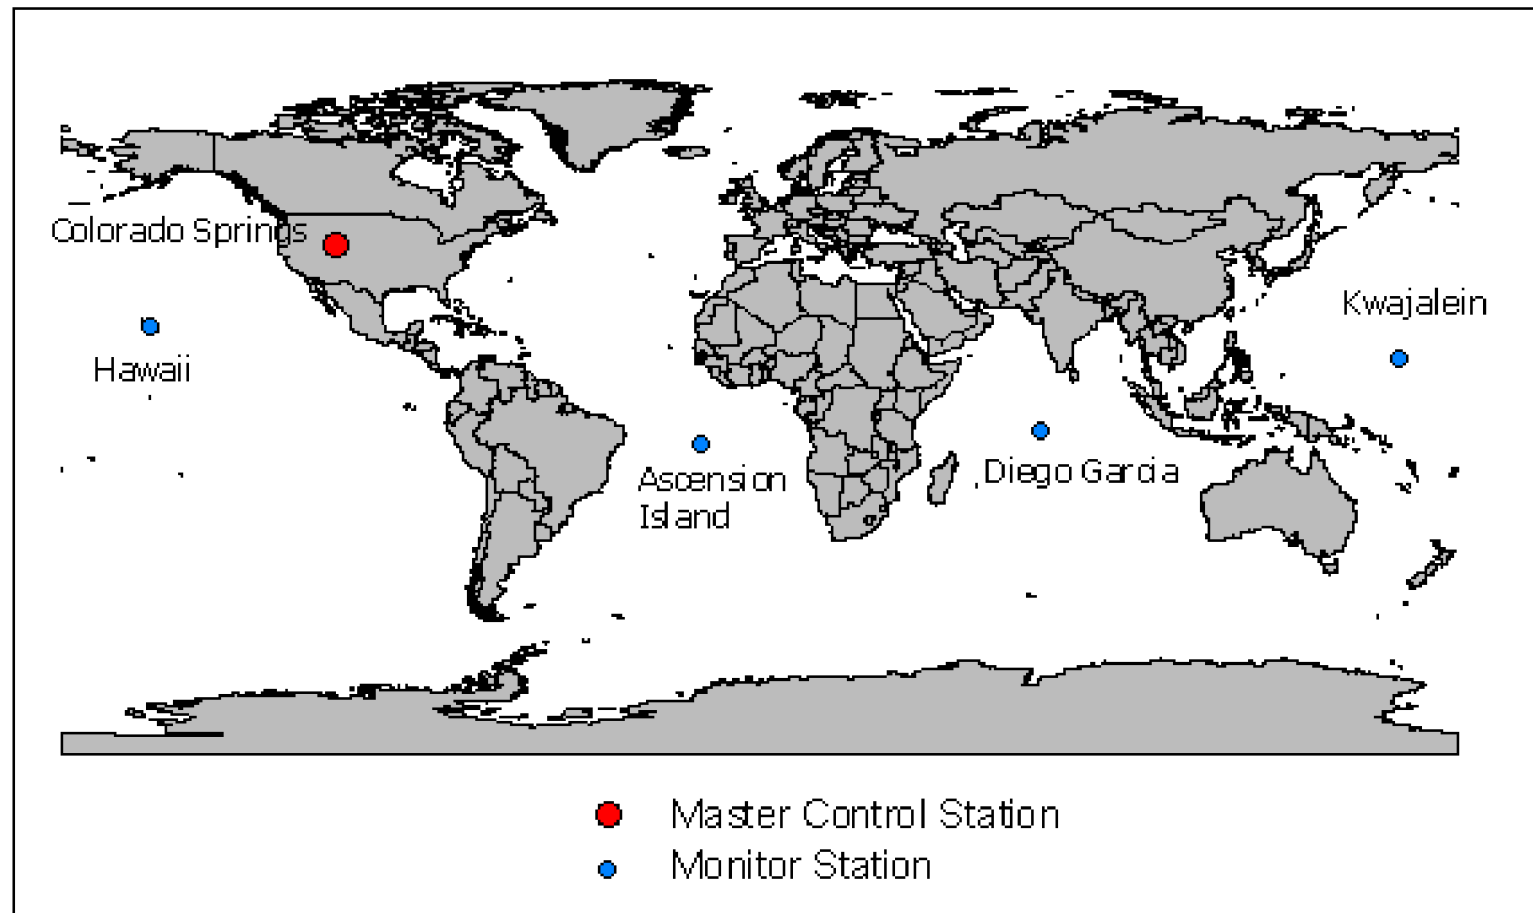 Colorado Springs
Kwajalein
Hawaii
Ascension
Island
Diego Garcia
Master Control Station
Monitor Station